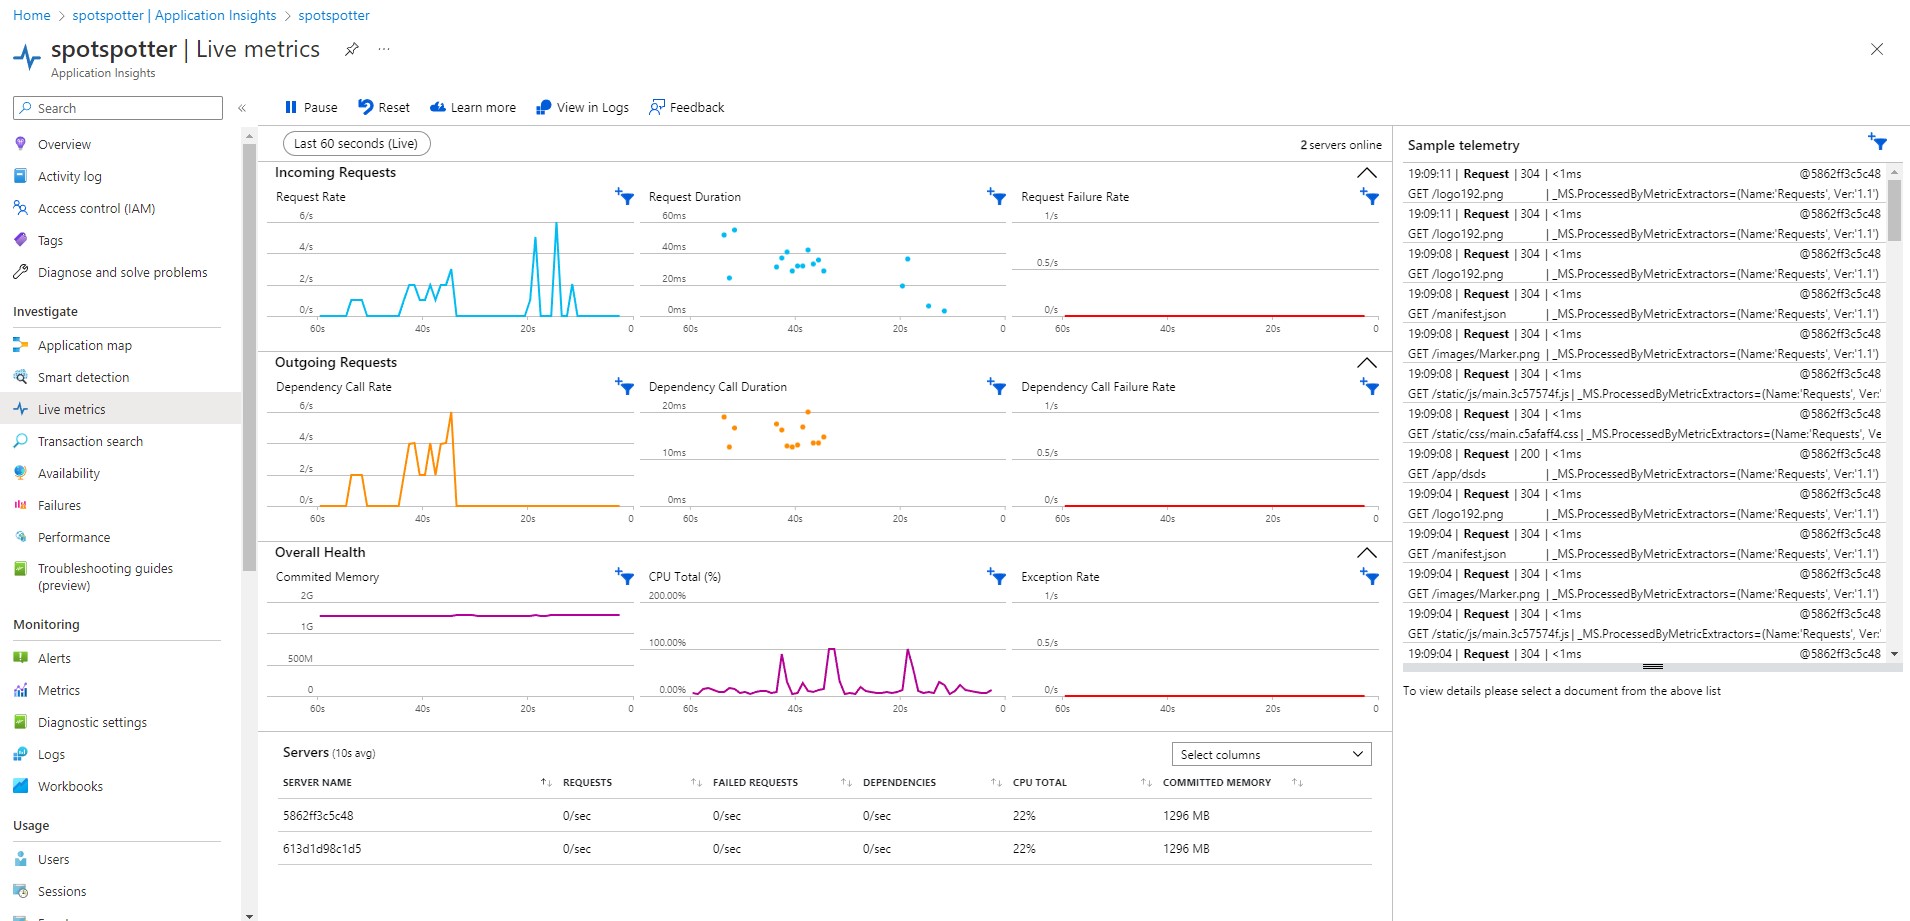 Home > spotspotter | Application Insights > spotspotter
spotspotter | Live metrics ...
Application Insights
Search «
Overview
Activity log
Access control (IAM)
Tags
Diagnose and solve problems
Investigate
Application map
Smart detection
Live metrics
Transaction search
Availability
Failures
Performance
Troubleshooting guides
(preview)
Monitoring
Alerts
Metrics
Diagnostic settings
Logs
Workbooks
Usage
Users
Sessions
Pause Reset Learn more View in Logs Feedback
Last 60 seconds (Live) 2 servers online
Incoming Requests
Request Rate
6/s
4/s
2/s
0/s
60s 40s 20s 0
Request Duration
60ms
40ms
20ms
0ms
60s 40s 20s 0
Request Failure Rate
1/s
0.5/s
0/s
60s 40s 20s 0
Outgoing Requests
Dependency Call Rate
6/s
4/s
2/s
0/s
60s 40s 20s 0
Dependency Call Duration
20ms
10ms
0ms
60s 40s 20s 0
Dependency Call Failure Rate
1/s
0.5/s
0/s
60s 40s 20s 0
Overall Health
Commited Memory
2G
1G
500M
0
60s 40s 20s 0
CPU Total (%)
200.00%
100.00%
0.00%
60s 40s 20s 0
Exception Rate
1/s
0.5/s
0/s
60s 40s 20s 0
Servers (10s avg) Select columns
SERVER NAME REQUESTS FAILED REQUESTS DEPENDENCIES CPU TOTAL COMMITTED MEMORY
5862ff3c5c48 0/sec 0/sec 0/sec 22% 1296 MB
613d1d98c1d5 0/sec 0/sec 0/sec 22% 1296 MB
Sample telemetry
19:09:11 | Request | 304 | <1ms @5862ff3c5c48
GET /logo192.png | _MS.ProcessedByMetricExtractors=(Name:'Requests', Ver:'1.1')
19:09:11 | Request | 304 | <1ms @5862ff3c5c48
GET /logo192.png | _MS.ProcessedByMetricExtractors=(Name:'Requests', Ver:'1.1')
19:09:08 | Request | 304 | <1ms @5862ff3c5c48
GET /logo192.png | _MS.ProcessedByMetricExtractors=(Name:'Requests', Ver:'1.1')
19:09:08 | Request | 304 | <1ms @5862ff3c5c48
GET /manifest.json | _MS.ProcessedByMetricExtractors=(Name:'Requests', Ver:'1.1')
19:09:08 | Request | 304 | <1ms @5862ff3c5c48
GET /images/Marker.png | _MS.ProcessedByMetricExtractors=(Name:'Requests', Ver:'1.1')
19:09:08 | Request | 304 | <1ms @5862ff3c5c48
GET /static/js/main.3c57574f.js | _MS.ProcessedByMetricExtractors=(Name:'Requests', Ver:'
19:09:08 | Request | 304 | <1ms @5862ff3c5c48
GET /static/css/main.c5afaff4.css | _MS.ProcessedByMetricExtractors=(Name:'Requests', Ve
19:09:08 | Request | 200 | <1ms @5862ff3c5c48
GET /app/dsds | _MS.ProcessedByMetricExtractors=(Name:'Requests', Ver:'1.1')
19:09:04 | Request | 304 | <1ms @5862ff3c5c48
GET /logo192.png | _MS.ProcessedByMetricExtractors=(Name:'Requests', Ver:'1.1')
19:09:04 | Request | 304 | <1ms @5862ff3c5c48
GET /manifest.json | _MS.ProcessedByMetricExtractors=(Name:'Requests', Ver:'1.1')
19:09:04 | Request | 304 | <1ms @5862ff3c5c48
GET /images/Marker.png | _MS.ProcessedByMetricExtractors=(Name:'Requests', Ver:'1.1')
19:09:04 | Request | 304 | <1ms @5862ff3c5c48
GET /static/js/main.3c57574f.js | _MS.ProcessedByMetricExtractors=(Name:'Requests', Ver:'
19:09:04 | Request | 304 | <1ms @5862ff3c5c48
To view details please select a document from the above list